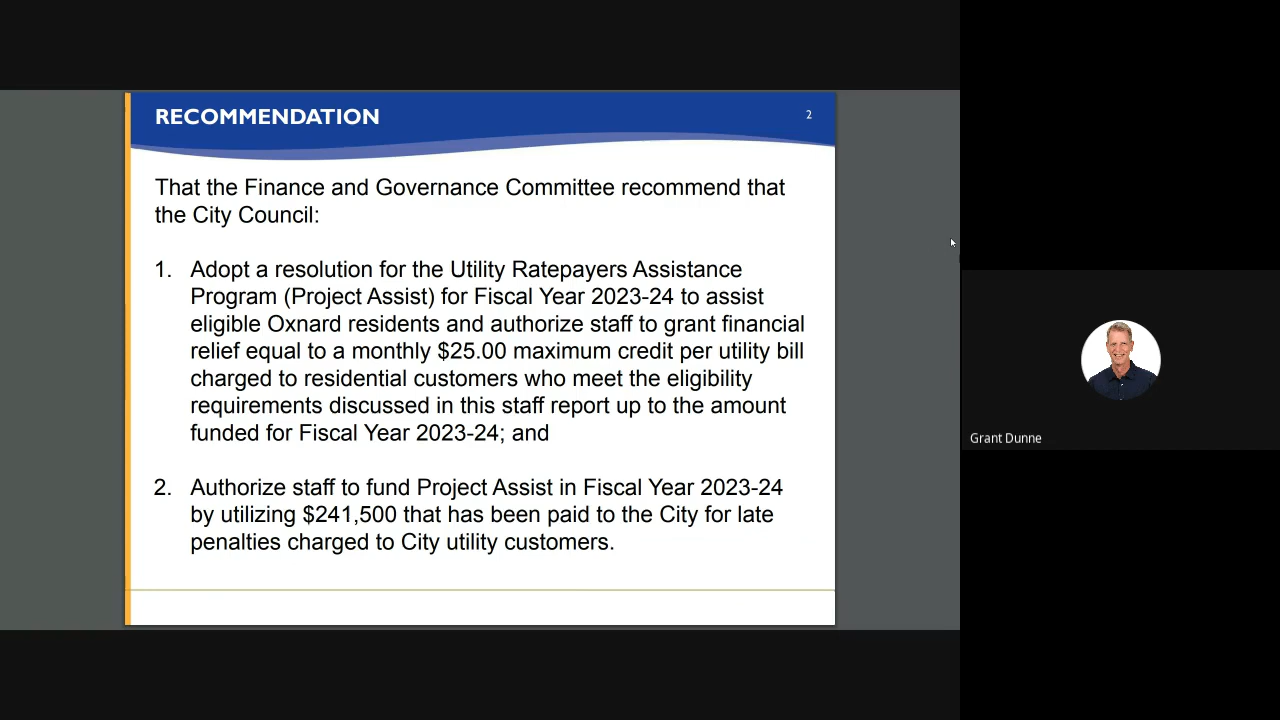 RECOMMENDATION
2
That the Finance and Governance Committee recommend that
the City Council:
1. Adopt a resolution for the Utility Ratepayers Assistance
Program (Project Assist) for Fiscal Year 2023-24 to assist
eligible Oxnard residents and authorize staff to grant financial
relief equal to a monthly $25.00 maximum credit per utility bill
charged to residential customers who meet the eligibility
requirements discussed in this staff report up to the amount
funded for Fiscal Year 2023-24; and
2. Authorize staff to fund Project Assist in Fiscal Year 2023-24
by utilizing $241,500 that has been paid to the City for late
penalties charged to City utility customers.
Grant Dunne